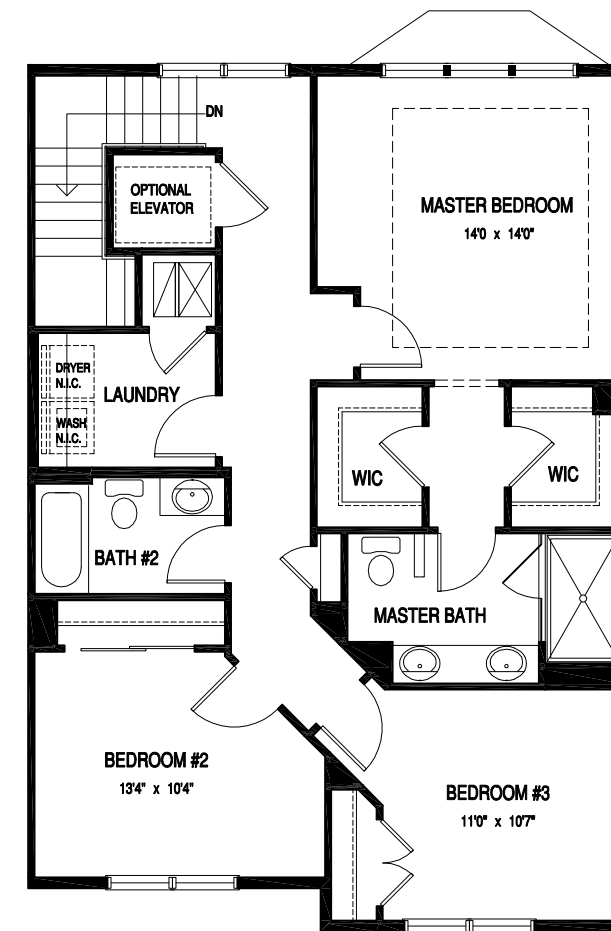 DN
OPTIONAL
ELEVATOR
MASTER BEDROOM
14'0 x 14'0"
DRYER
N.I.C.
LAUNDRY
WASH
N.I.C.
WIC
WIC
BATH #2
MASTER BATH
BEDROOM #2
13'4" x 10'4"
BEDROOM #3
11'0" x 10'7"